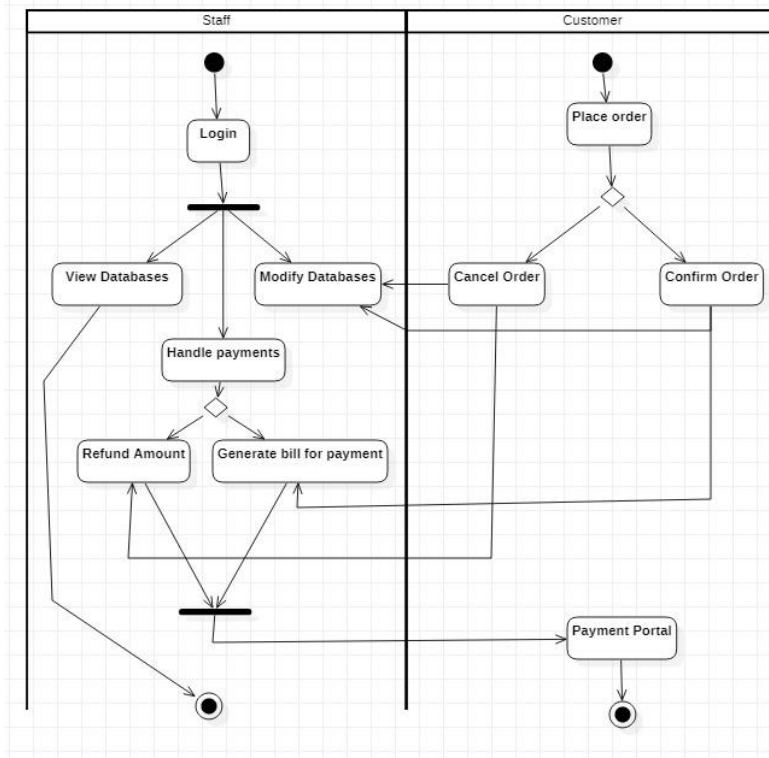 Staff
Customer
Place order
Login
View Databases
Modify Databases
Cancel Order
Confirm Order
Handle payments
Refund Amount
Generate bill for payment
Payment Portal